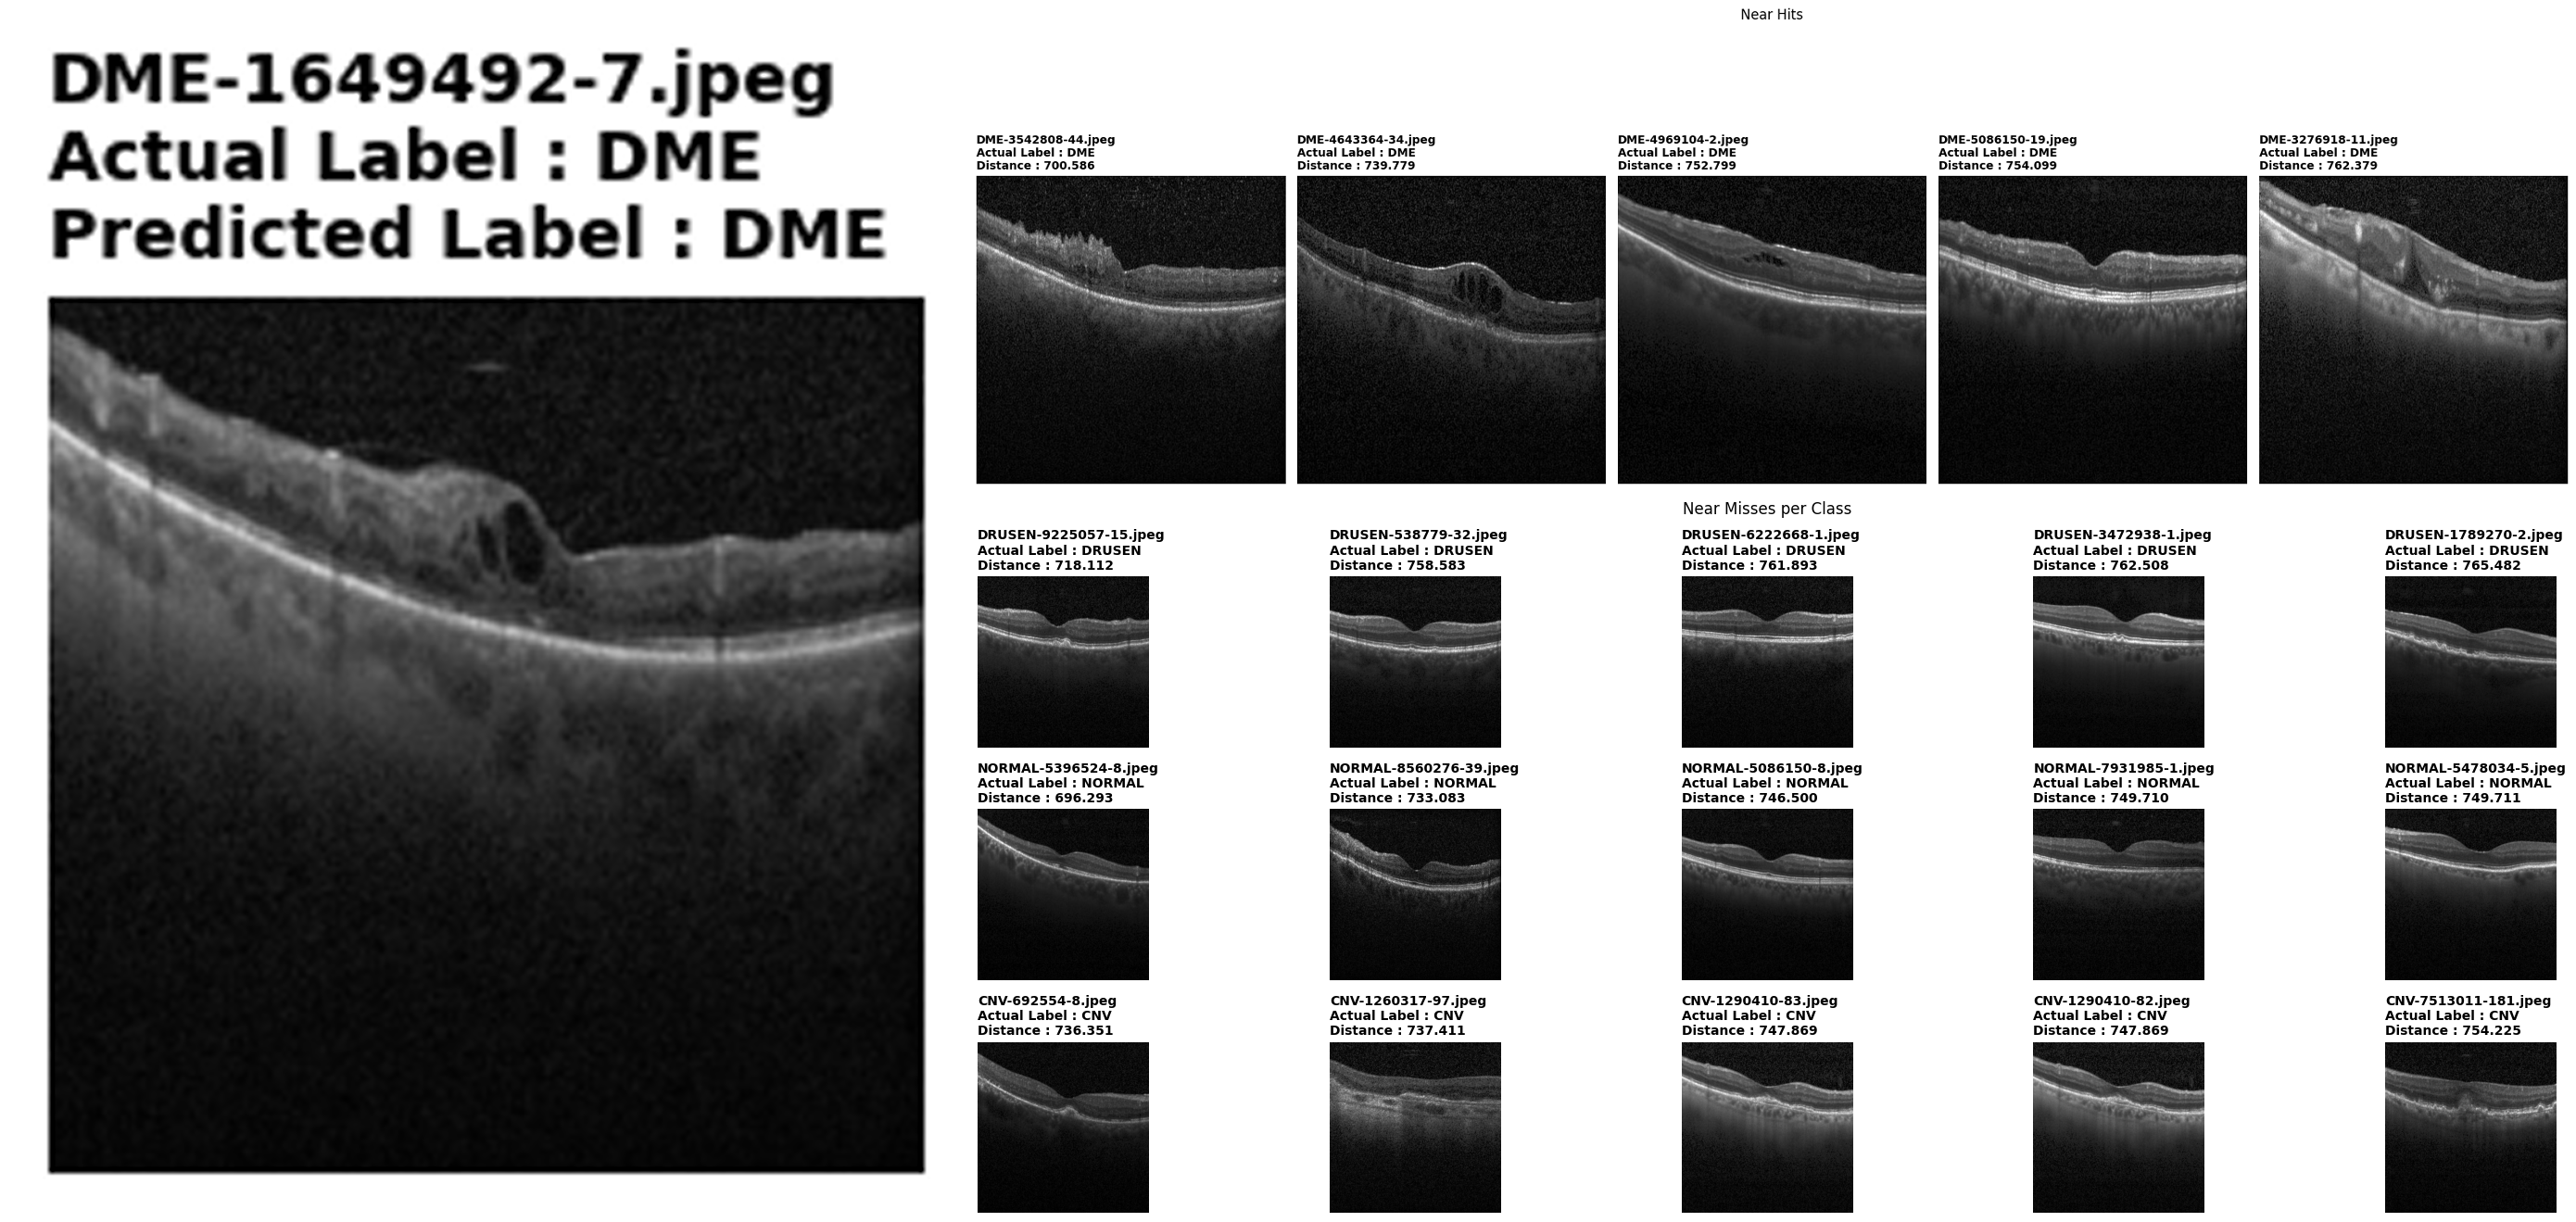 DME-1649492-7.jpeg
Actual Label : DME
Predicted Label : DME
Near Hits
DME-3542808-44.jpeg
Actual Label : DME
Distance : 700.586
DME-4643364-34.jpeg
Actual Label : DME
Distance : 739.779
DME-4969104-2.jpeg
Actual Label : DME
Distance : 752.799
DME-5086150-19.jpeg
Actual Label : DME
Distance : 754.099
DME-3276918-11.jpeg
Actual Label : DME
Distance : 762.379
Near Misses per Class
DRUSEN-9225057-15.jpeg
Actual Label : DRUSEN
Distance : 718.112
DRUSEN-538779-32.jpeg
Actual Label : DRUSEN
Distance : 758.583
DRUSEN-6222668-1.jpeg
Actual Label : DRUSEN
Distance : 761.893
DRUSEN-3472938-1.jpeg
Actual Label : DRUSEN
Distance : 762.508
DRUSEN-1789270-2.jpeg
Actual Label : DRUSEN
Distance : 765.482
NORMAL-5396524-8.jpeg
Actual Label : NORMAL
Distance : 696.293
NORMAL-8560276-39.jpeg
Actual Label : NORMAL
Distance : 733.083
NORMAL-5086150-8.jpeg
Actual Label : NORMAL
Distance : 746.500
NORMAL-7931985-1.jpeg
Actual Label : NORMAL
Distance : 749.710
NORMAL-5478034-5.jpeg
Actual Label : NORMAL
Distance : 749.711
CNV-692554-8.jpeg
Actual Label : CNV
Distance : 736.351
CNV-1260317-97.jpeg
Actual Label : CNV
Distance : 737.411
CNV-1290410-83.jpeg
Actual Label : CNV
Distance : 747.869
CNV-1290410-82.jpeg
Actual Label : CNV
Distance : 747.869
CNV-7513011-181.jpeg
Actual Label : CNV
Distance : 754.225